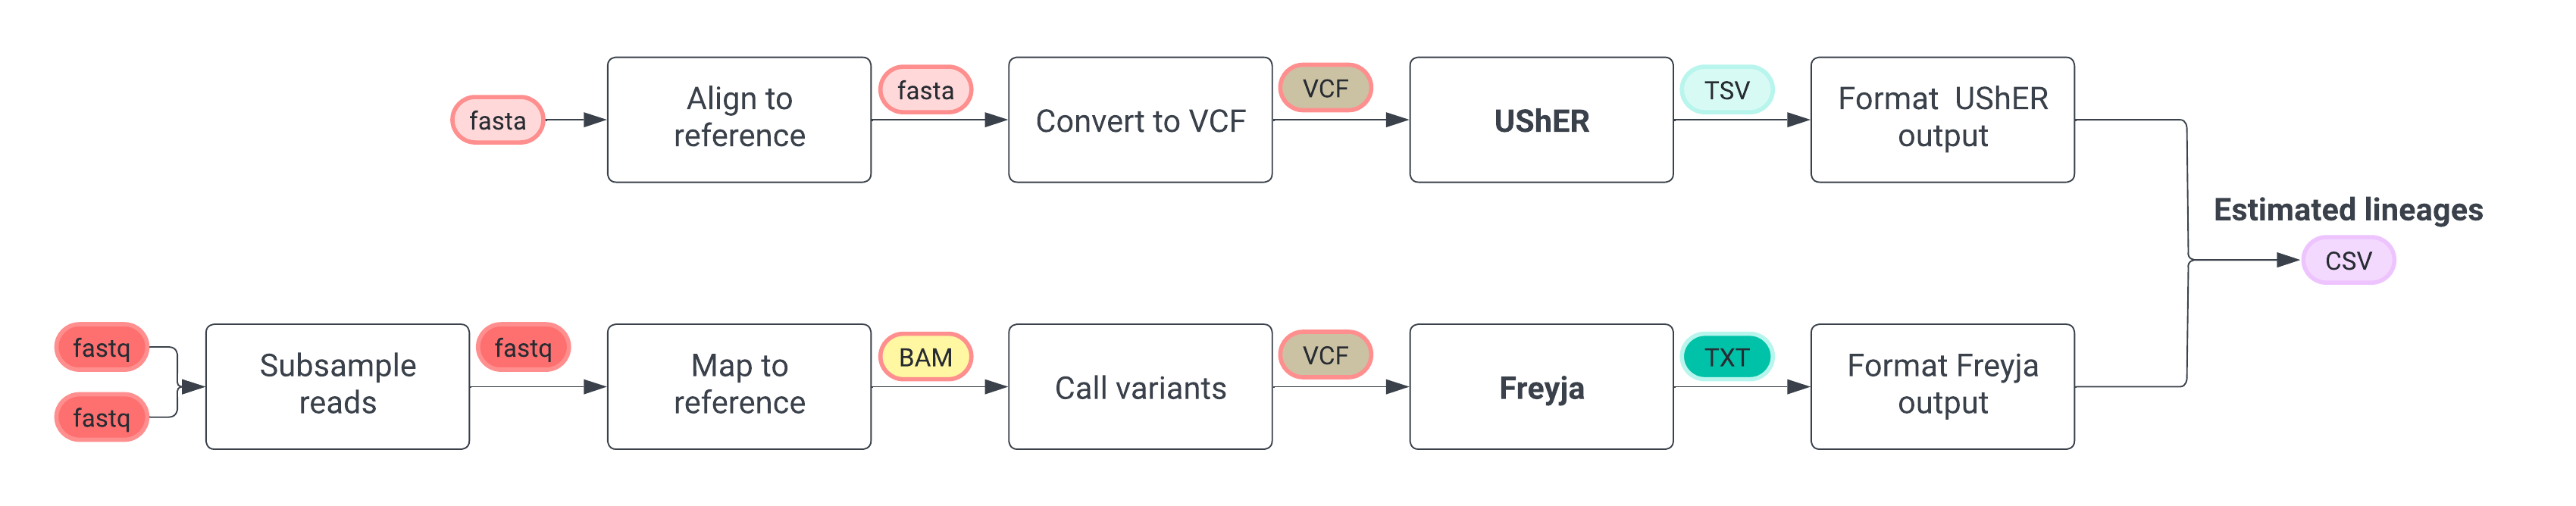 fasta
Align to
reference
fasta
Convert to VCF
VCF
UShER
TSV
Format UShER
output
Estimated lineages
CSV
fastq
fastq
Subsample
reads
fastq
Map to
reference
BAM
Call variants
VCF
Freyja
TXT
Format Freyja
output